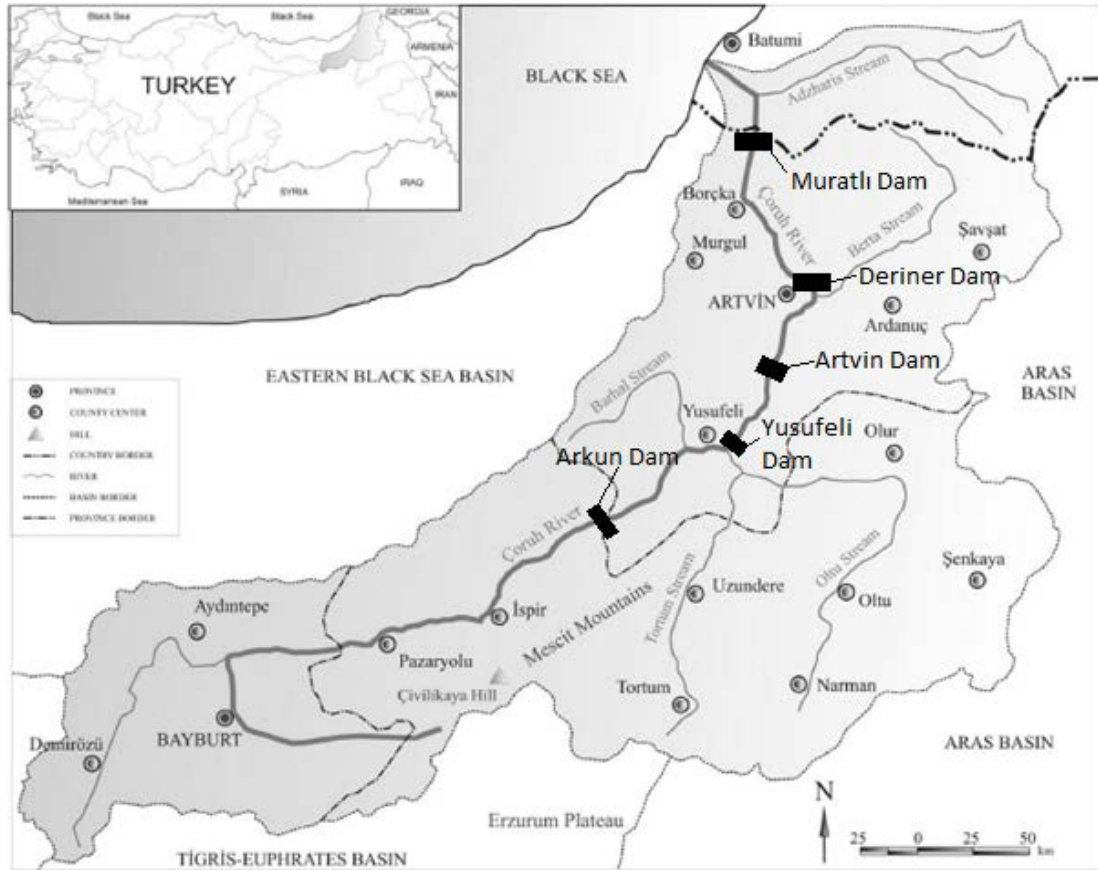 Black Sea
Black Sea
GEORGIA
ARMENIA
IRAN
TURKEY
IRAQ
SYRIA
Mediterranean Sea
Batumi
BLACK SEA
Adzharis Stream
Muratlı Dam
Borçka
Çoruh River
Berta Stream
Şavşat
Murgul
Deriner Dam
ARTVİN
Ardanuç
Artvin Dam
EASTERN BLACK SEA BASIN
Barhal Stream
ARAS
BASIN
Yusufeli
Yusufeli
Dam
Olur
Arkun Dam
PROVINCE
COUNTY CENTER
HILL
COUNTRY BORDER
RIVER
BASIN BORDER
PROVINCE BORDER
Çoruh River
Tortum Stream
Oltu Stream
Şenkaya
Uzundere
Oltu
Aydıntepe
İspir
Mescit Mountains
Pazaryolu
Çivilikaya Hill
Tortum
Narman
Demirözü
BAYBURT
ARAS BASIN
N
Erzurum Plateau
25 0 25 50
km
TİGRİS-EUPHRATES BASIN